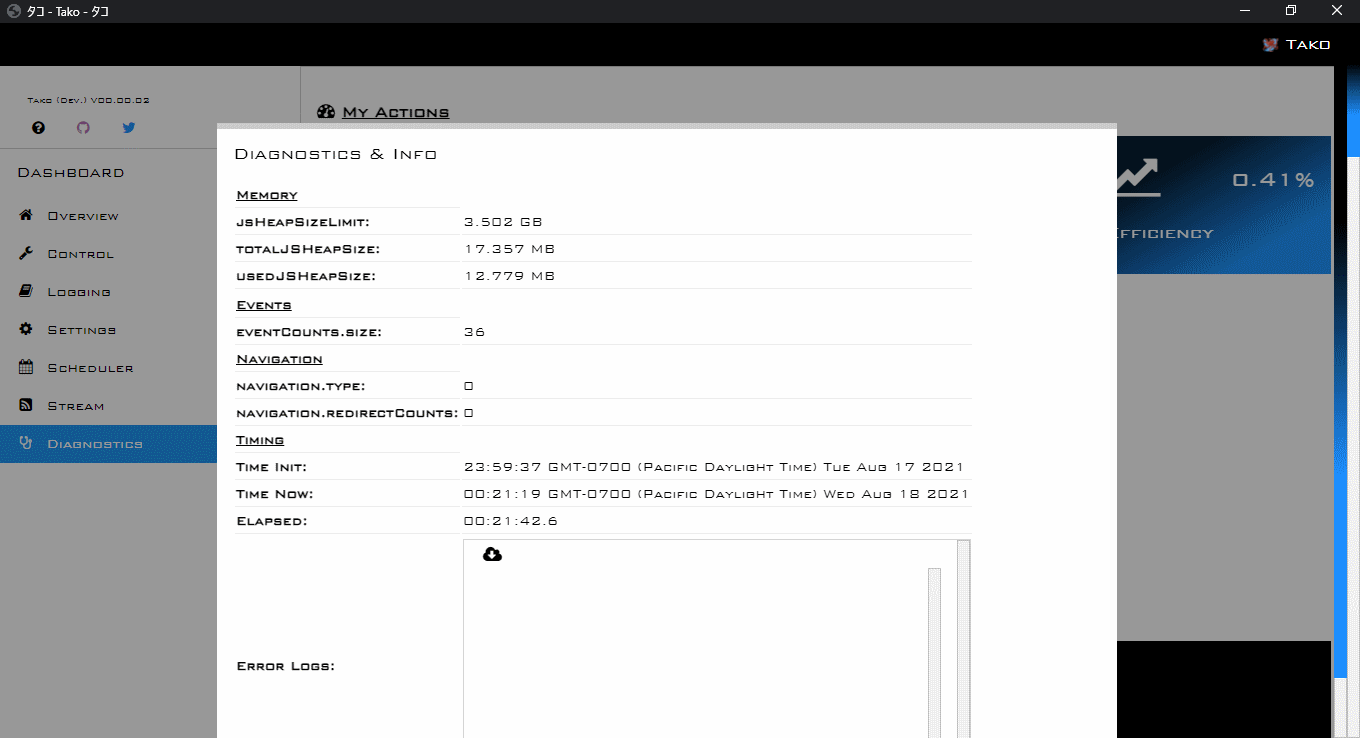 タコ - Tako - タコ
Tako
Tako (Dev.) V00.00.02
My Actions
Dashboard
Overview
Control
Logging
Settings
Scheduler
Stream
Diagnostics
0.41%
fficiency
Diagnostics & Info
Memory
jsHeapSizeLimit: 3.502 GB
totalJSHeapSize: 17.357 MB
usedJSHeapSize: 12.779 MB
Events
eventCounts.size: 36
Navigation
navigation.type: 0
navigation.redirectCounts: 0
Timing
Time Init: 23:59:37 GMT-0700 (Pacific Daylight Time) Tue Aug 17 2021
Time Now: 00:21:19 GMT-0700 (Pacific Daylight Time) Wed Aug 18 2021
Elapsed: 00:21:42.6
Error Logs: